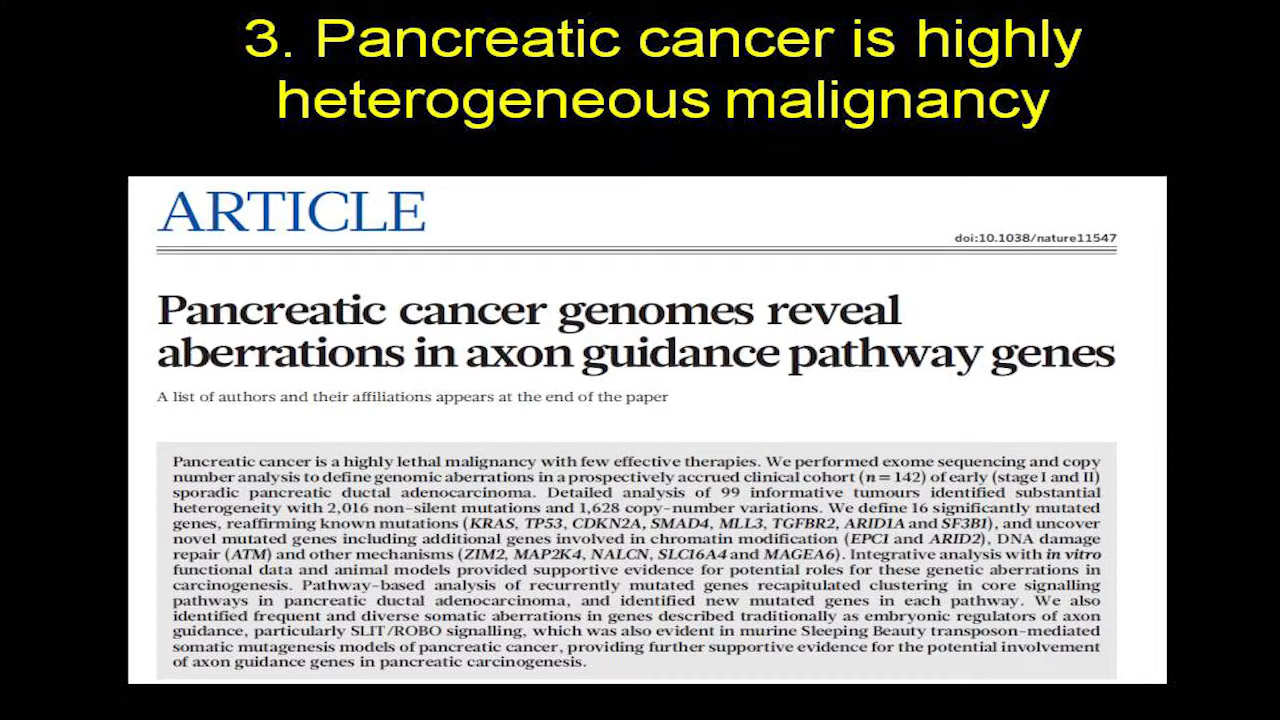 3. Pancreatic cancer is highly
heterogeneous malignancy
ARTICLE
doi:10.1038/nature11547
Pancreatic cancer genomes reveal
aberrations in axon guidance pathway genes
A list of authors and their affiliations appears at the end of the paper
Pancreatic cancer is a highly lethal malignancy with few effective therapies. We performed exome sequencing and copy
number analysis to define genomic aberrations in a prospectively accrued clinical cohort (n = 142) of early (stage I and II)
sporadic pancreatic ductal adenocarcinoma. Detailed analysis of 99 informative tumours identified substantial
heterogeneity with 2,016 non-silent mutations and 1,628 copy-number variations. We define 16 significantly mutated
genes, reaffirming known mutations (KRAS, TP53, CDKN2A, SMAD4, MLL3, TGFBR2, ARID1A and SF3B1), and uncover
novel mutated genes including additional genes involved in chromatin modification (EPC1 and ARID2), DNA damage
repair (ATM) and other mechanisms (ZIM2, MAP2K4, NALCN, SLC16A4 and MAGEA6). Integrative analysis with in vitro
functional data and animal models provided supportive evidence for potential roles for these genetic aberrations in
carcinogenesis. Pathway-based analysis of recurrently mutated genes recapitulated clustering in core signalling
pathways in pancreatic ductal adenocarcinoma, and identified new mutated genes in each pathway. We also
identified frequent and diverse somatic aberrations in genes described traditionally as embryonic regulators of axon
guidance, particularly SLIT/ROBO signalling, which was also evident in murine Sleeping Beauty transposon-mediated
somatic mutagenesis models of pancreatic cancer, providing further supportive evidence for the potential involvement
of axon guidance genes in pancreatic carcinogenesis.